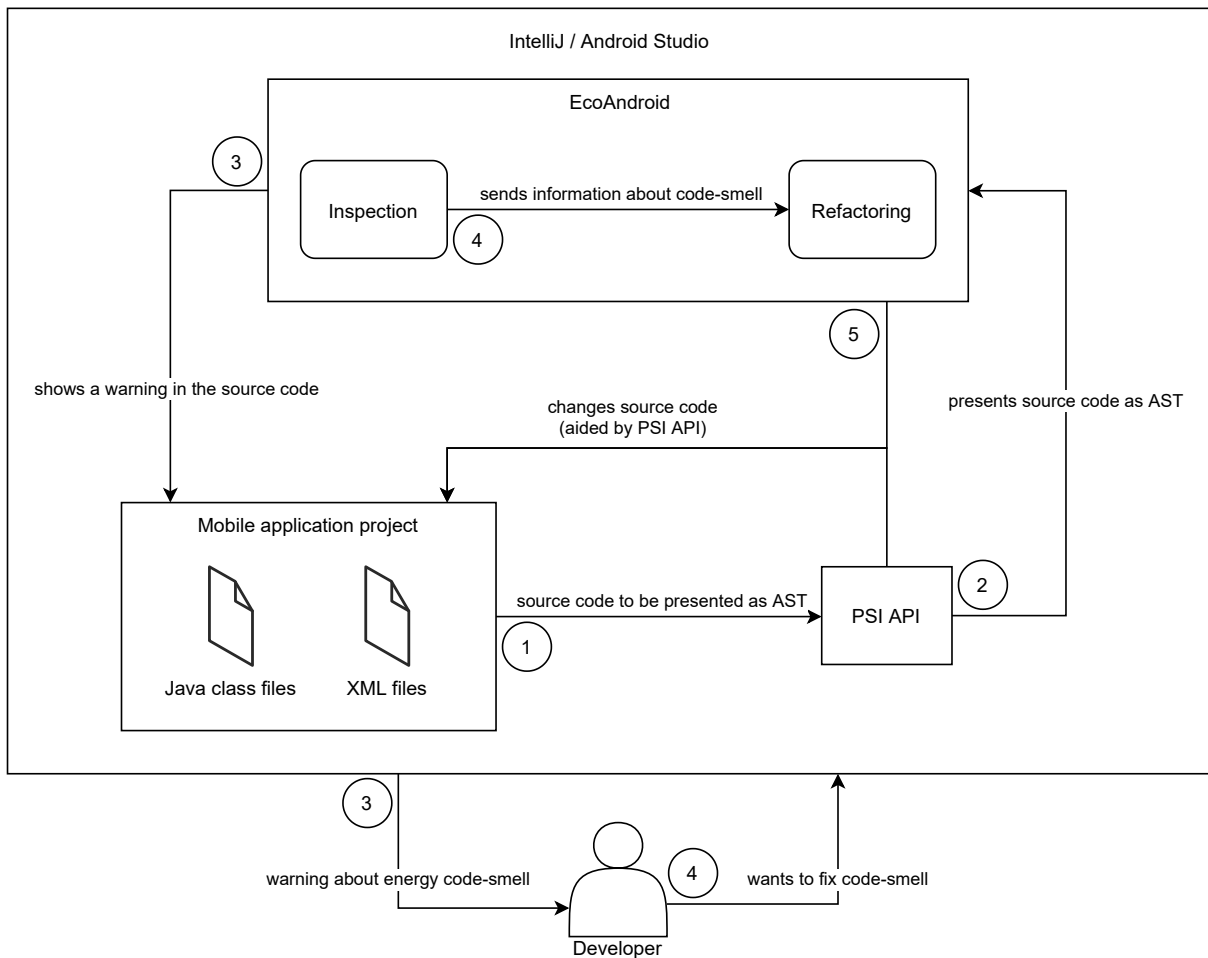 IntelliJ / Android Studio
EcoAndroid
3
Inspection
sends information about code-smell
4
Refactoring
5
shows a warning in the source code
changes source code
(aided by PSI API)
presents source code as AST
Mobile application project
Java class files
XML files
source code to be presented as AST
1
PSI API
2
3
warning about energy code-smell
4
wants to fix code-smell
Developer